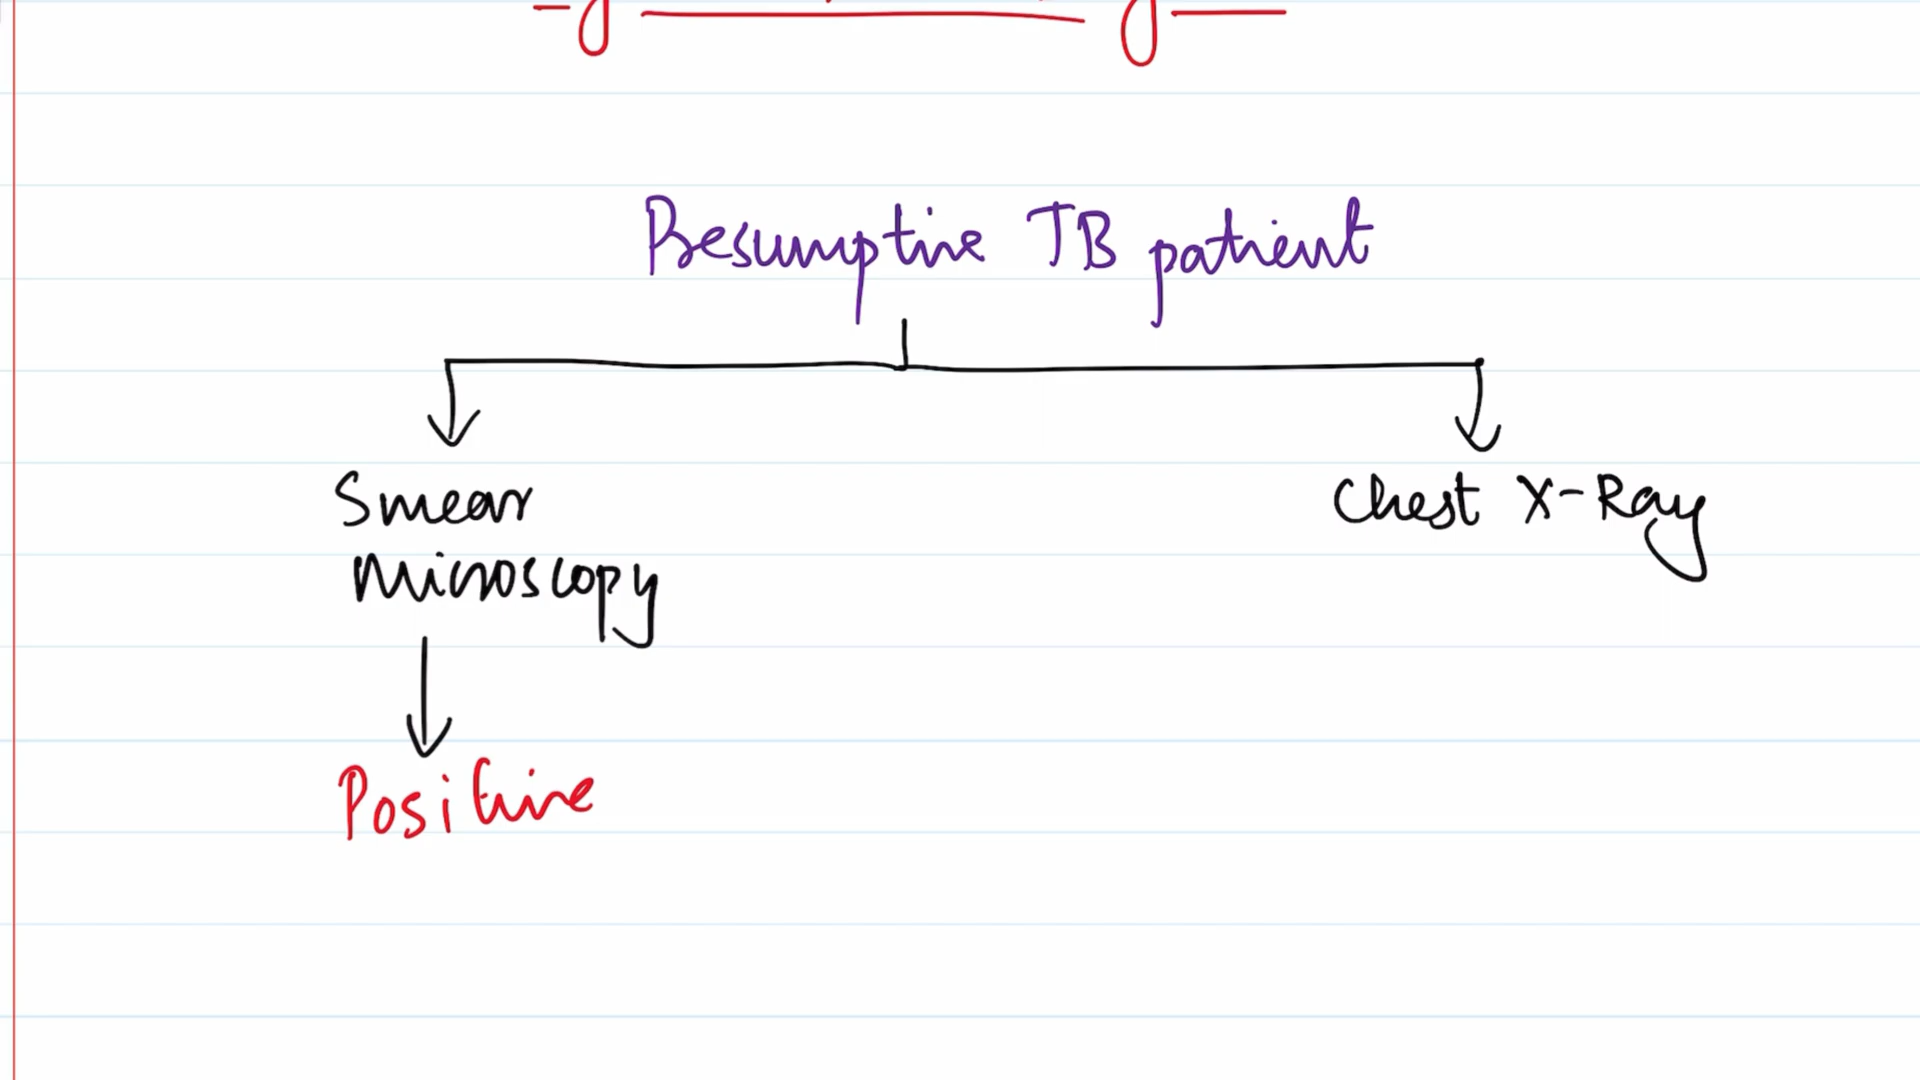 Presumptive TB patient
Smear
Microscopy
Chest X-Ray
Positive